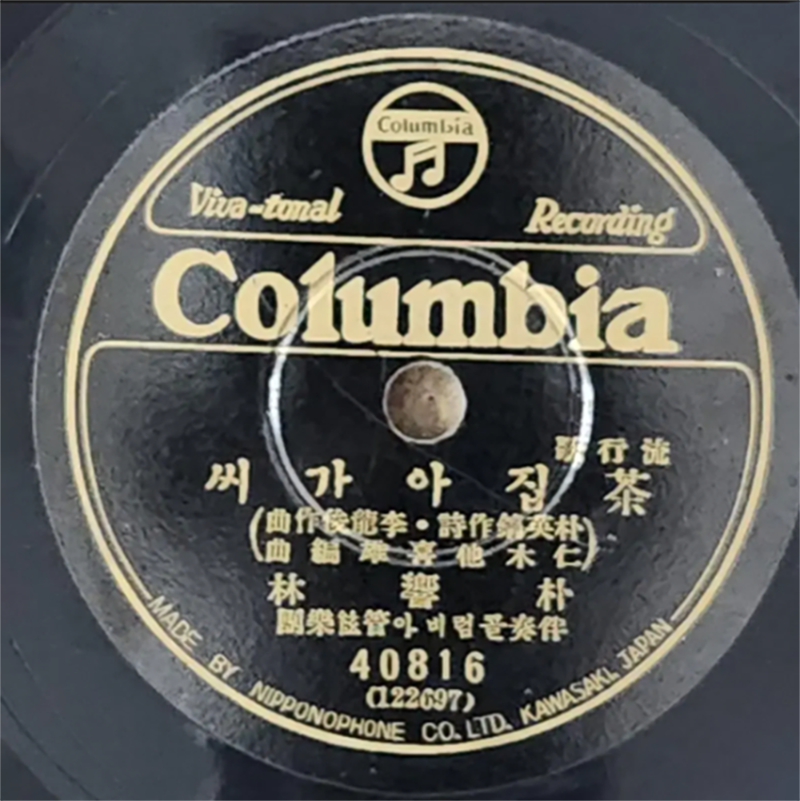 Columbia
Viva-tonal Recording
Columbia
流行歌
茶집아가씨
(朴英鎬作詩・李龍俊作曲
仁木他喜雄編曲)
朴響林
伴奏콜럼비아管絃樂團
40816
(122697)
MADE BY NIPPONOPHONE CO. LTD. KAWASAKI, JAPAN